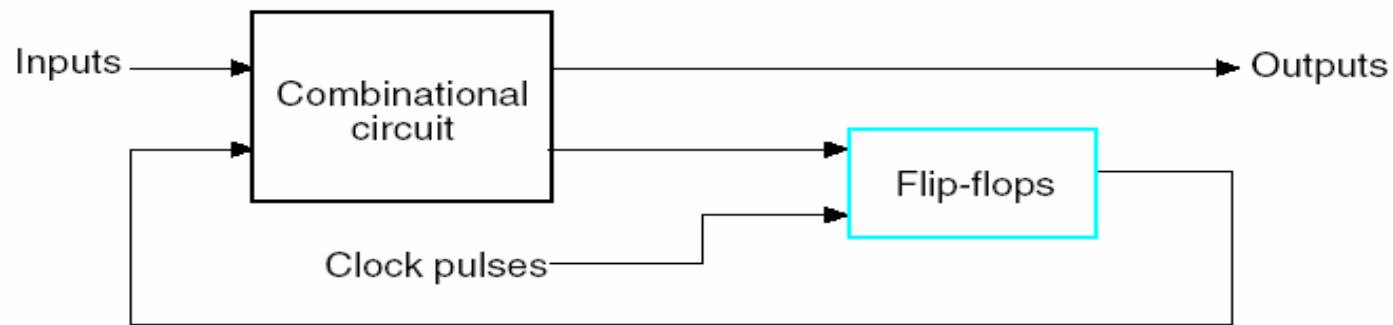 Inputs
Combinational
circuit
Outputs
Flip-flops
Clock pulses